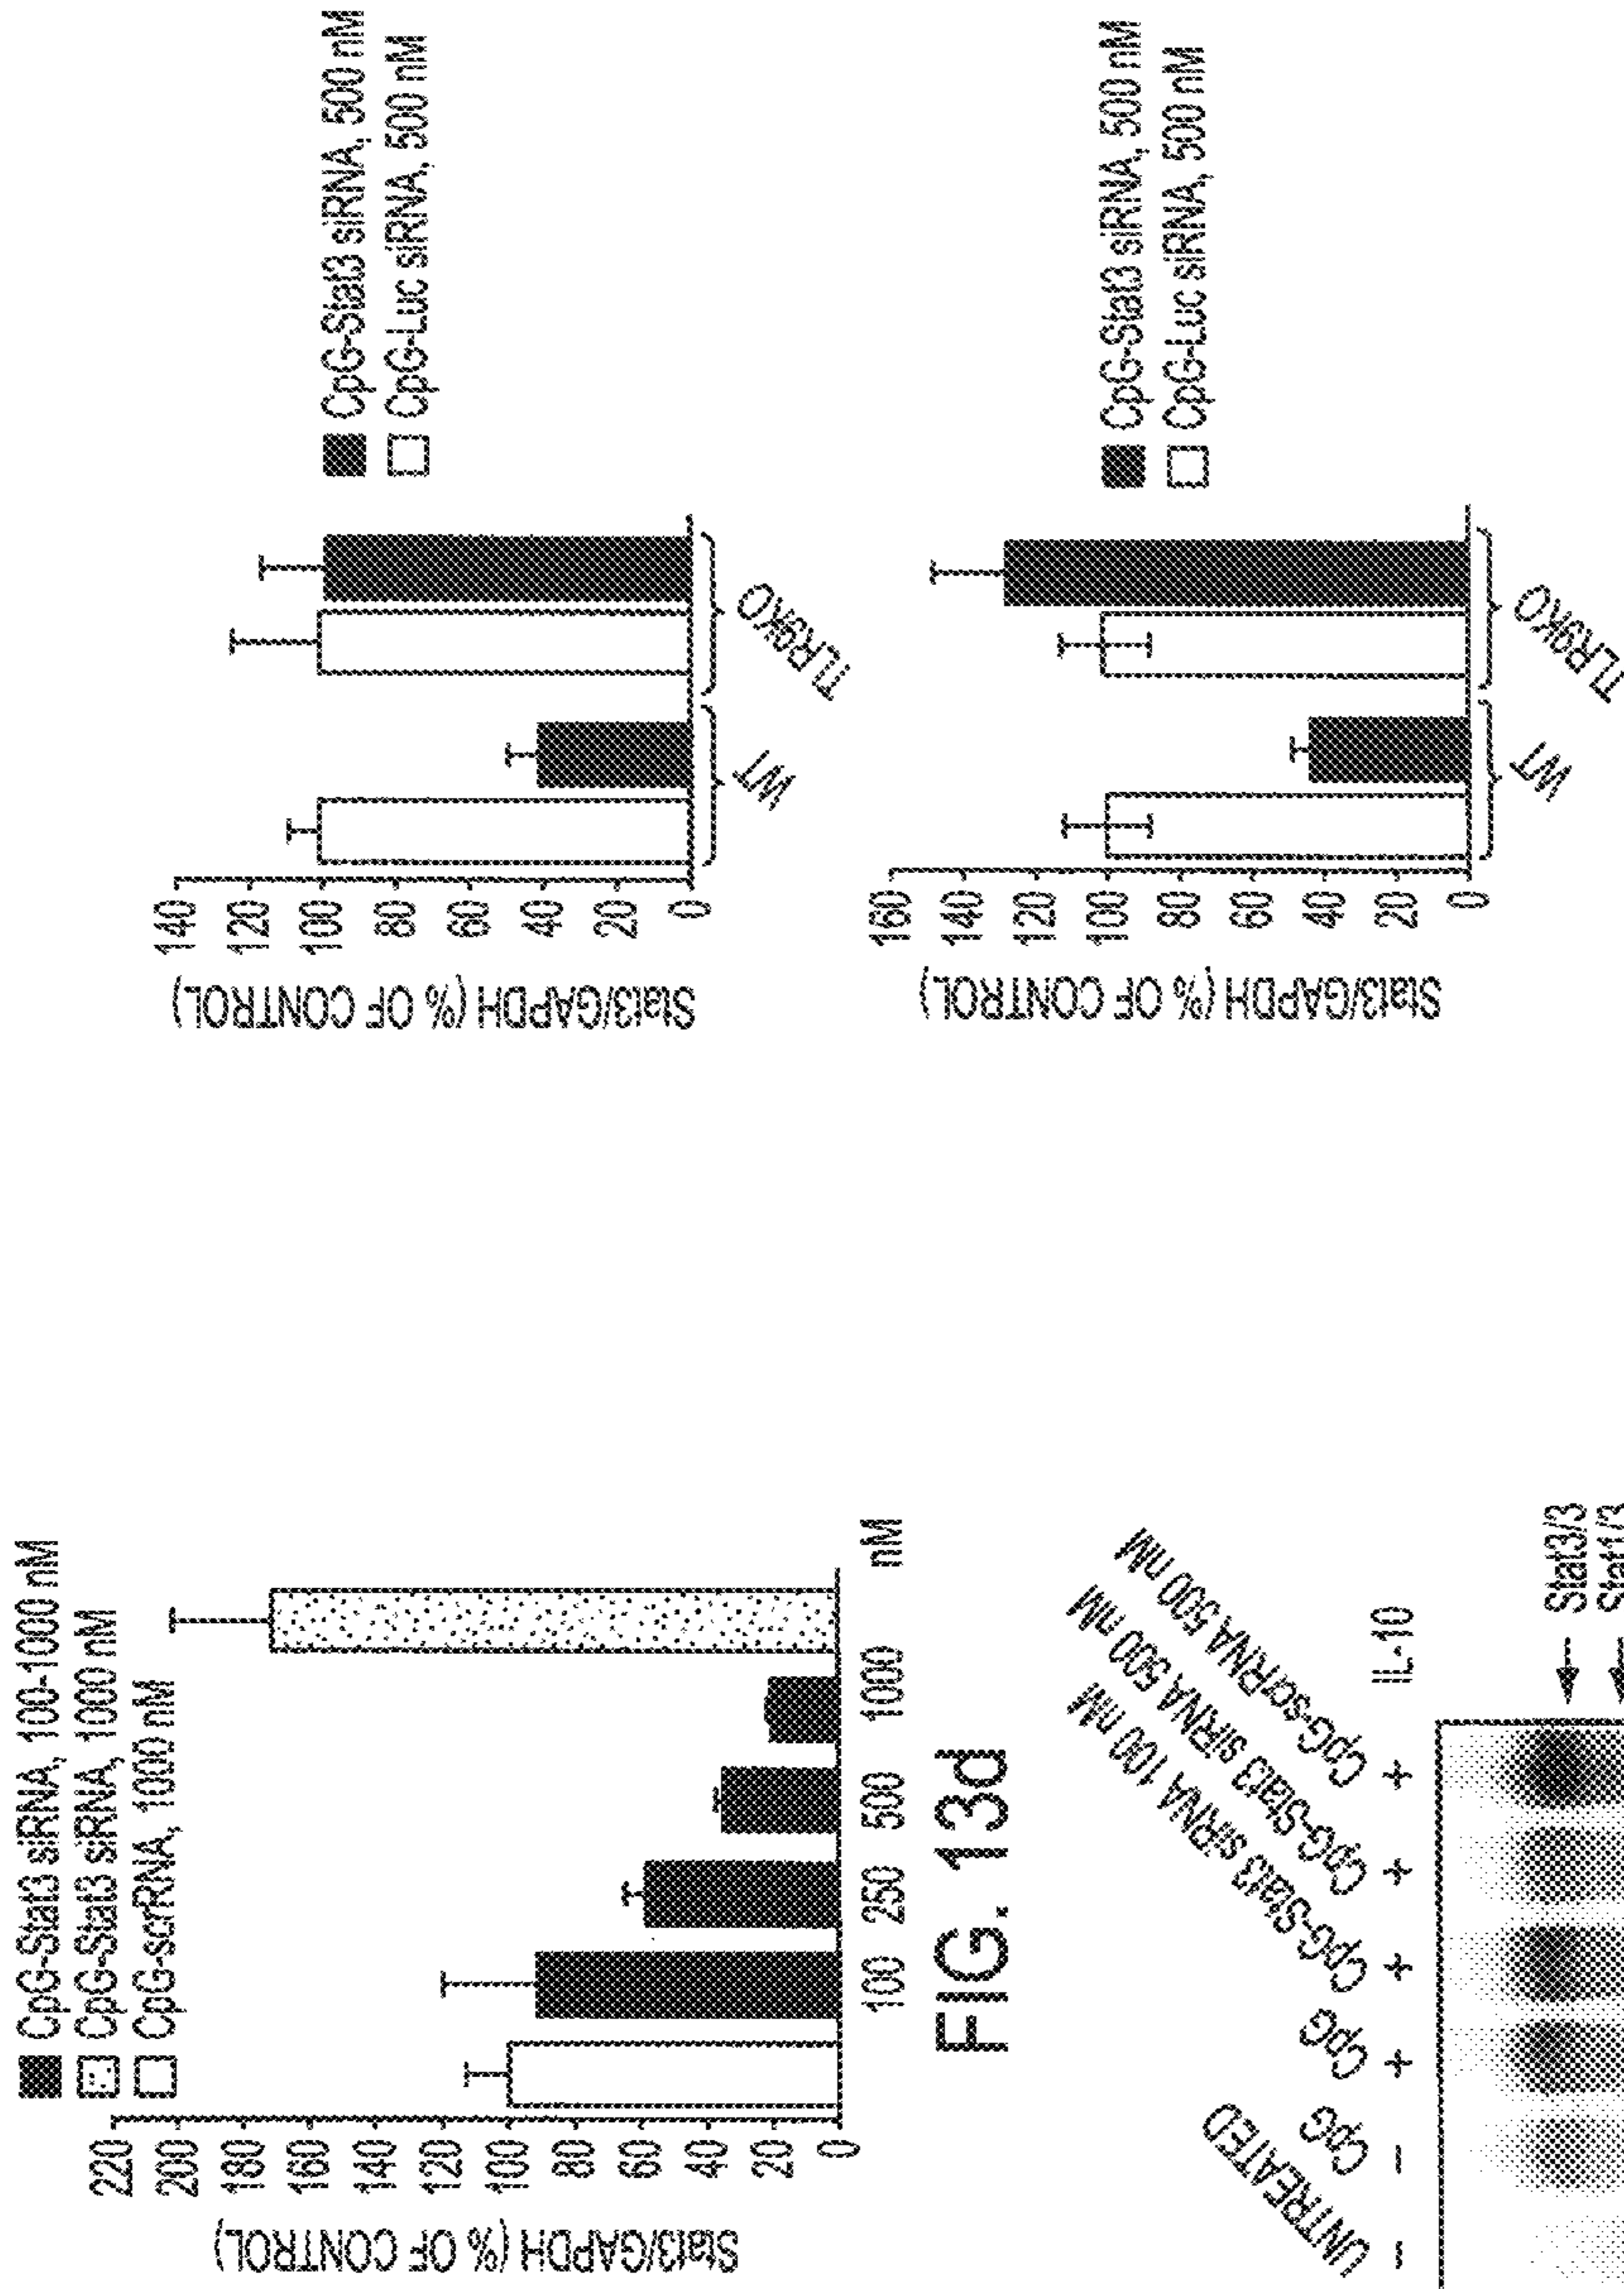 CpG-Stat3 siRNA, 100-1000 nM
CpG-Stat3 siRNA, 1000 nM
CpG-scrRNA, 1000 nM
Stat3/GAPDH (% OF CONTROL)
220
200
180
160
140
120
100
80
60
40
20
0
100 250 500 1000 nM
FIG. 13d
UNTREATED
CpG
CpG
CpG-Stat3 siRNA 100 nM
CpG-Stat3 siRNA 500 nM
CpG-scrRNA 500 nM
- - + + + + IL-10
Stat3/3
Stat1/3
Stat3/GAPDH (% OF CONTROL)
140
120
100
80
60
40
20
0
WT TLR9KO
CpG-Stat3 siRNA, 500 nM
CpG-Luc siRNA, 500 nM
Stat3/GAPDH (% OF CONTROL)
160
140
120
100
80
60
40
20
0
WT TLR9KO
CpG-Stat3 siRNA, 500 nM
CpG-Luc siRNA, 500 nM